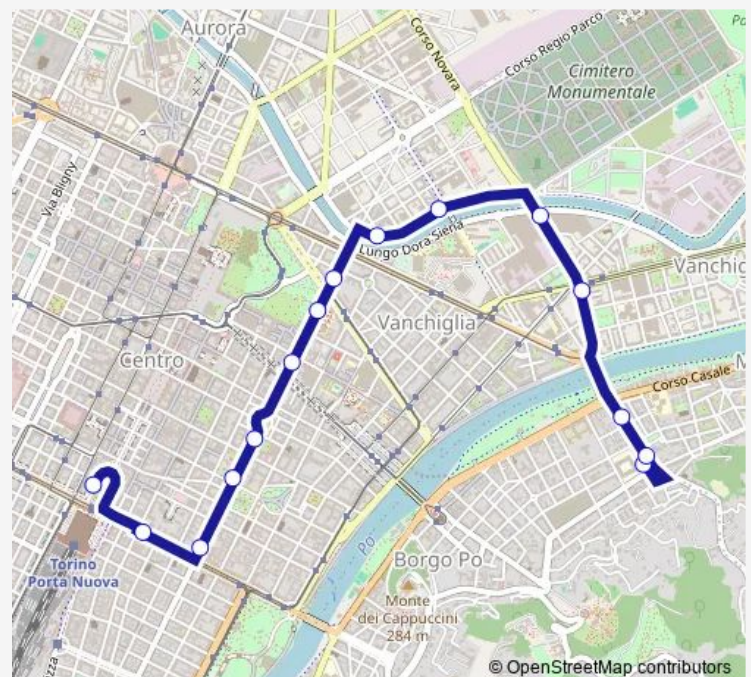 Aurora
Corso Novara
Corso Regio Parco
Cimitero
Monumentale
Via Bligny
Lungo Dora Siena
Vanchiglia
Centro
Corso Casale
Torino
Porta Nuova
Po
Borgo Po
Monte
dei Cappuccini
284 m
© OpenStreetMap contributors